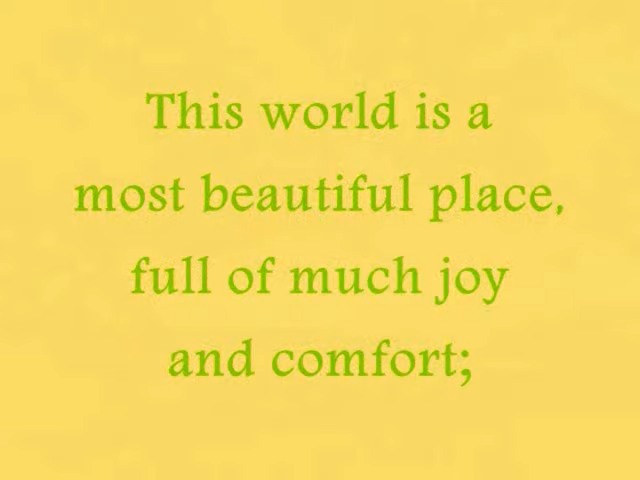 This world is a
most beautiful place,
full of much joy
and comfort;